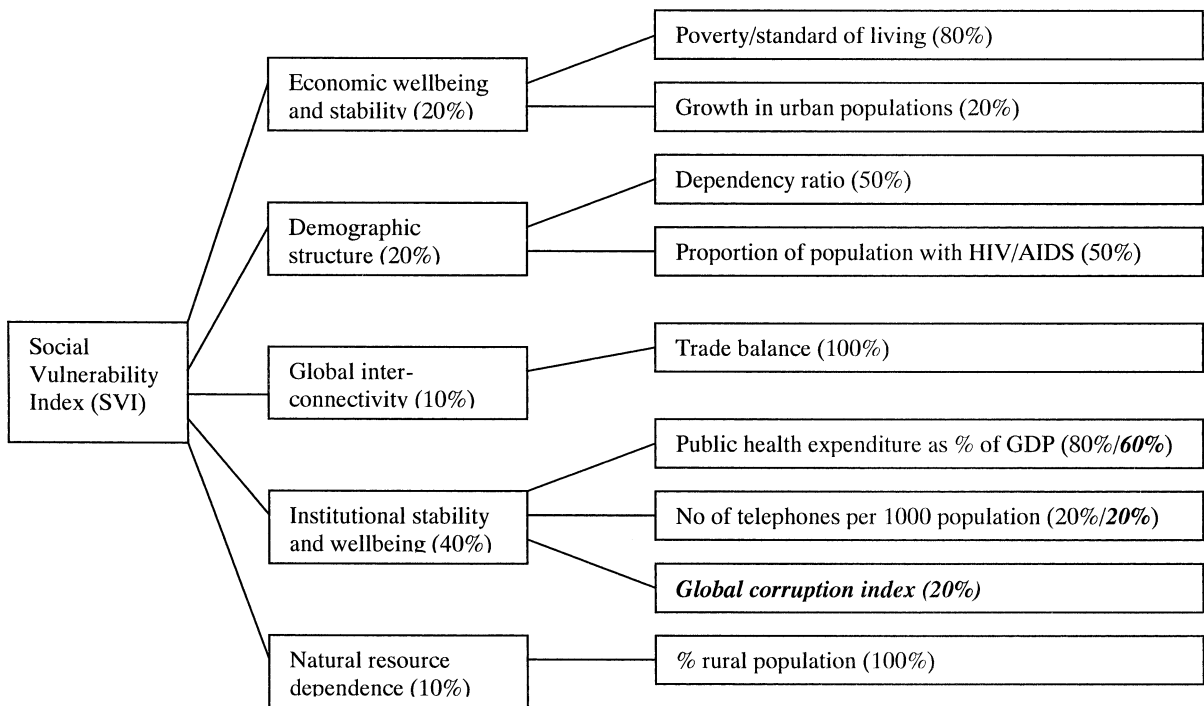 Social
Vulnerability
Index (SVI)
Economic wellbeing
and stability (20%)
Poverty/standard of living (80%)
Growth in urban populations (20%)
Demographic
structure (20%)
Dependency ratio (50%)
Proportion of population with HIV/AIDS (50%)
Global inter-
connectivity (10%)
Trade balance (100%)
Institutional stability
and wellbeing (40%)
Public health expenditure as % of GDP (80%/60%)
No of telephones per 1000 population (20%/20%)
Global corruption index (20%)
Natural resource
dependence (10%)
% rural population (100%)